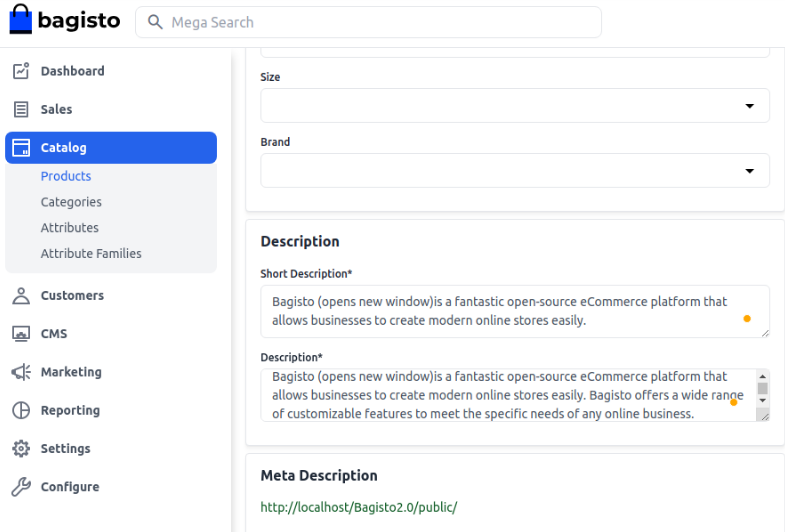 bagisto
Mega Search
Dashboard
Sales
Catalog
Products
Categories
Attributes
Attribute Families
Customers
CMS
Marketing
Reporting
Settings
Configure
Size
Brand
Description
Short Description*
Bagisto (opens new window)is a fantastic open-source eCommerce platform that
allows businesses to create modern online stores easily.
Description*
Bagisto (opens new window)is a fantastic open-source eCommerce platform that
allows businesses to create modern online stores easily. Bagisto offers a wide range
of customizable features to meet the specific needs of any online business.
Meta Description
http://localhost/Bagisto2.0/public/